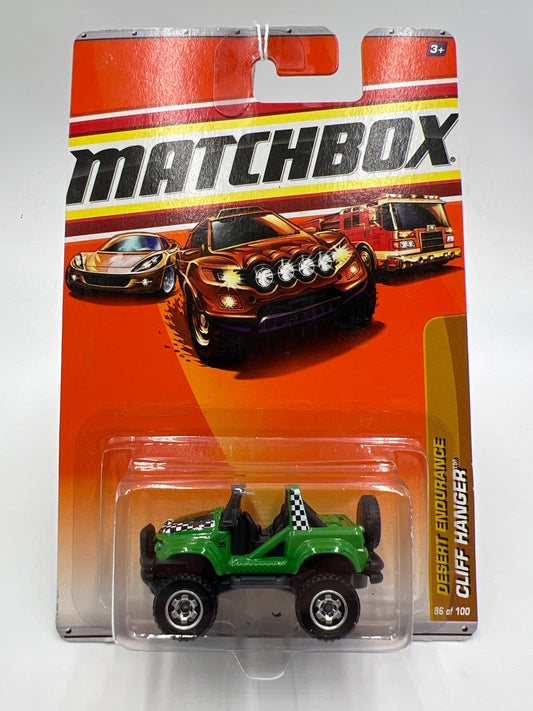 3+
MATCHBOX
DESERT ENDURANCE
CLIFF HANGER™
86 of 100